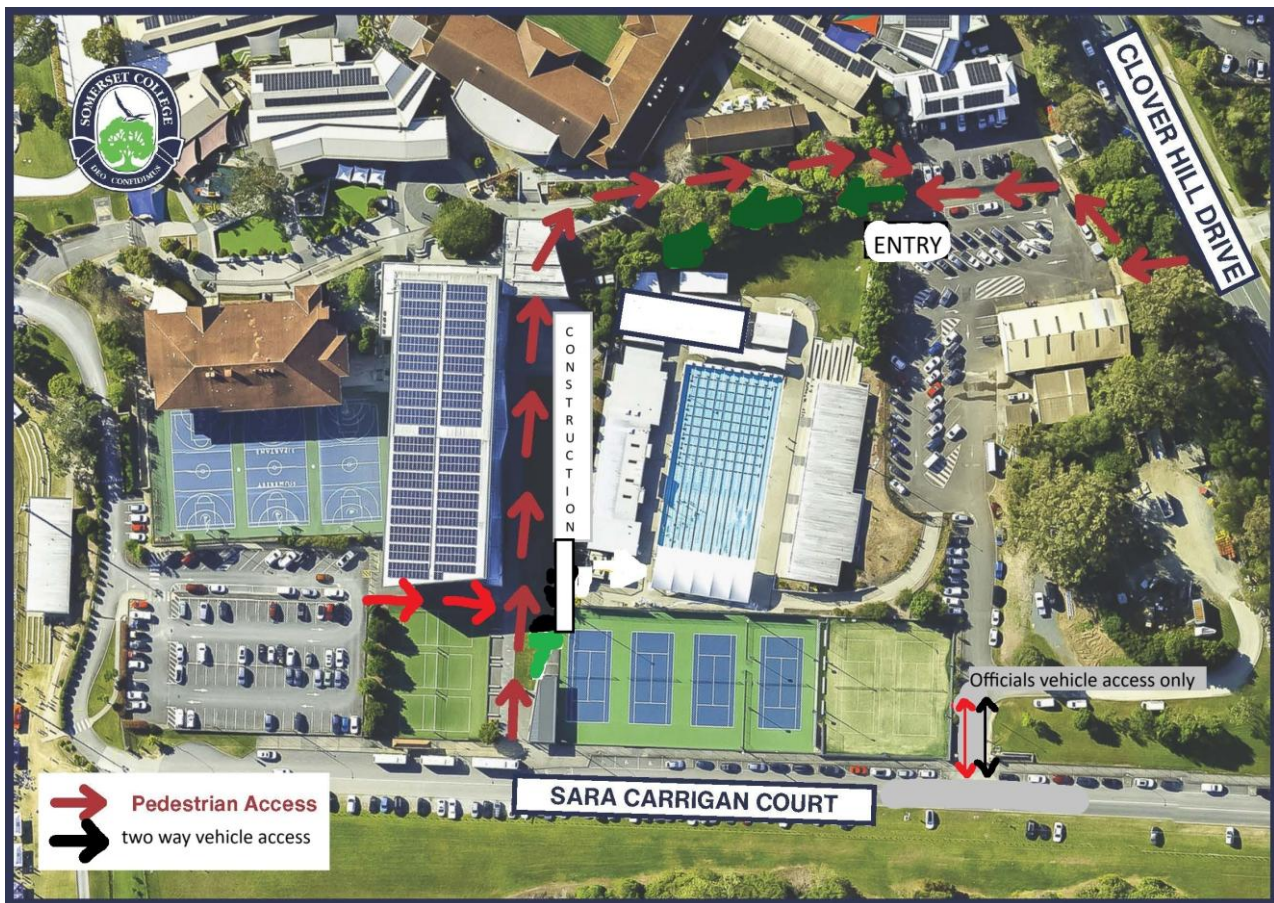 SOMERSET COLLEGE
DEO CONFIDIMUS
CLOVER HILL DRIVE
ENTRY
CONSTRUCTION
Officials vehicle access only
SARA CARRIGAN COURT
Pedestrian Access
two way vehicle access